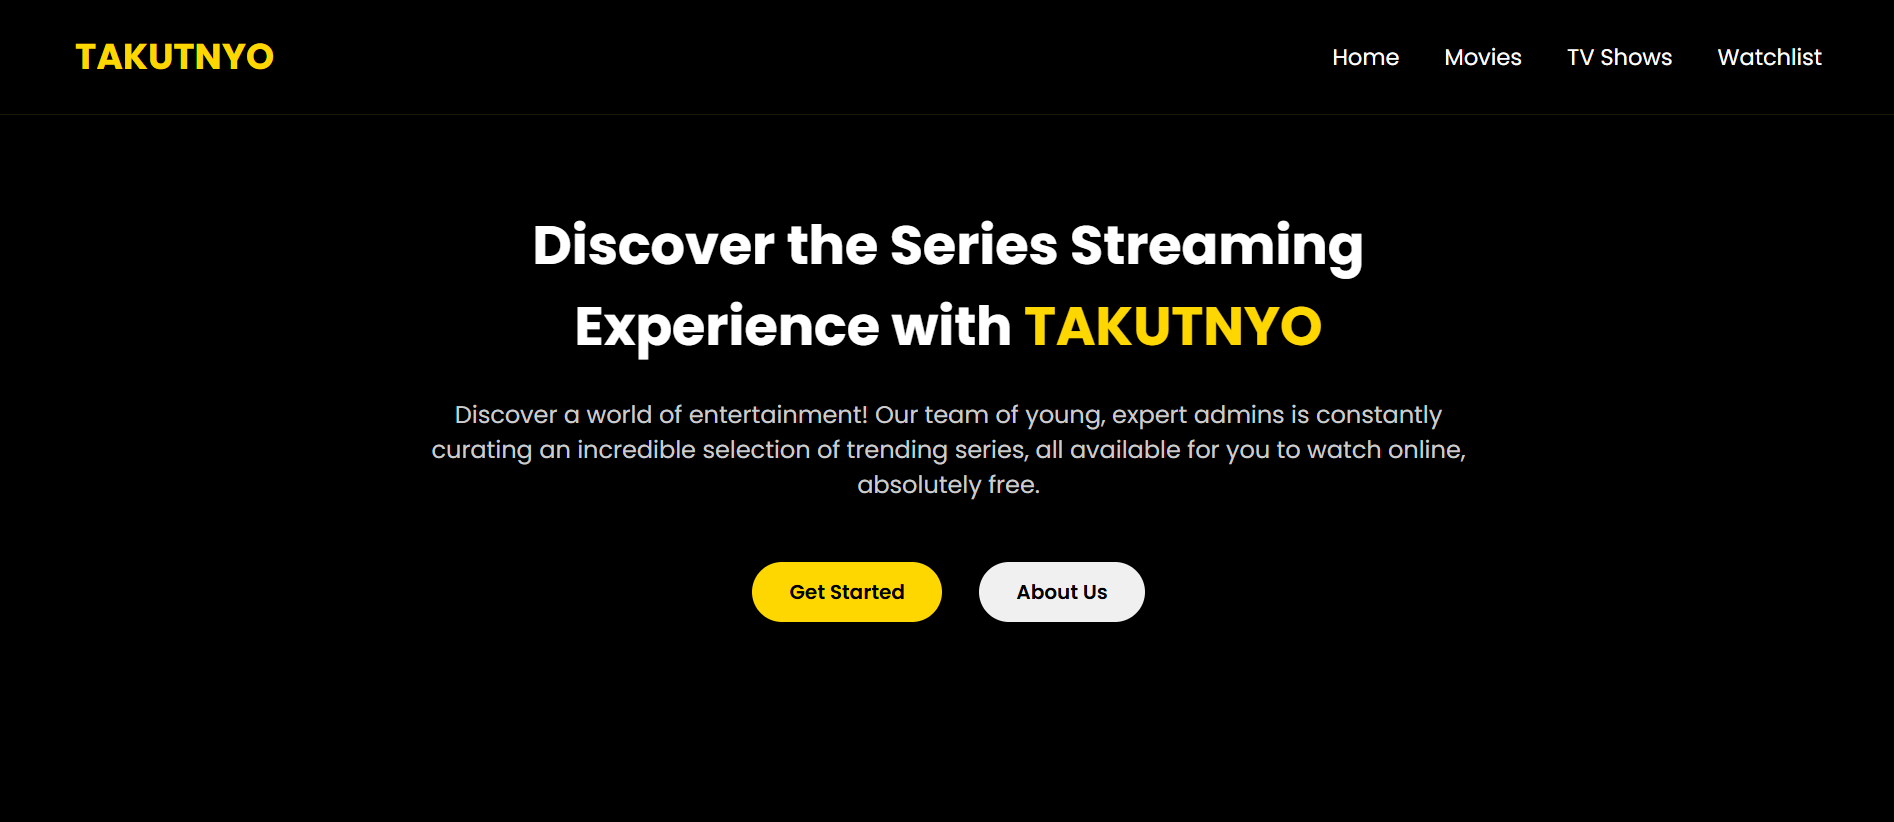 TAKUTNYO
Home Movies TV Shows Watchlist
Discover the Series Streaming
Experience with TAKUTNYO
Discover a world of entertainment! Our team of young, expert admins is constantly
curating an incredible selection of trending series, all available for you to watch online,
absolutely free.
Get Started
About Us